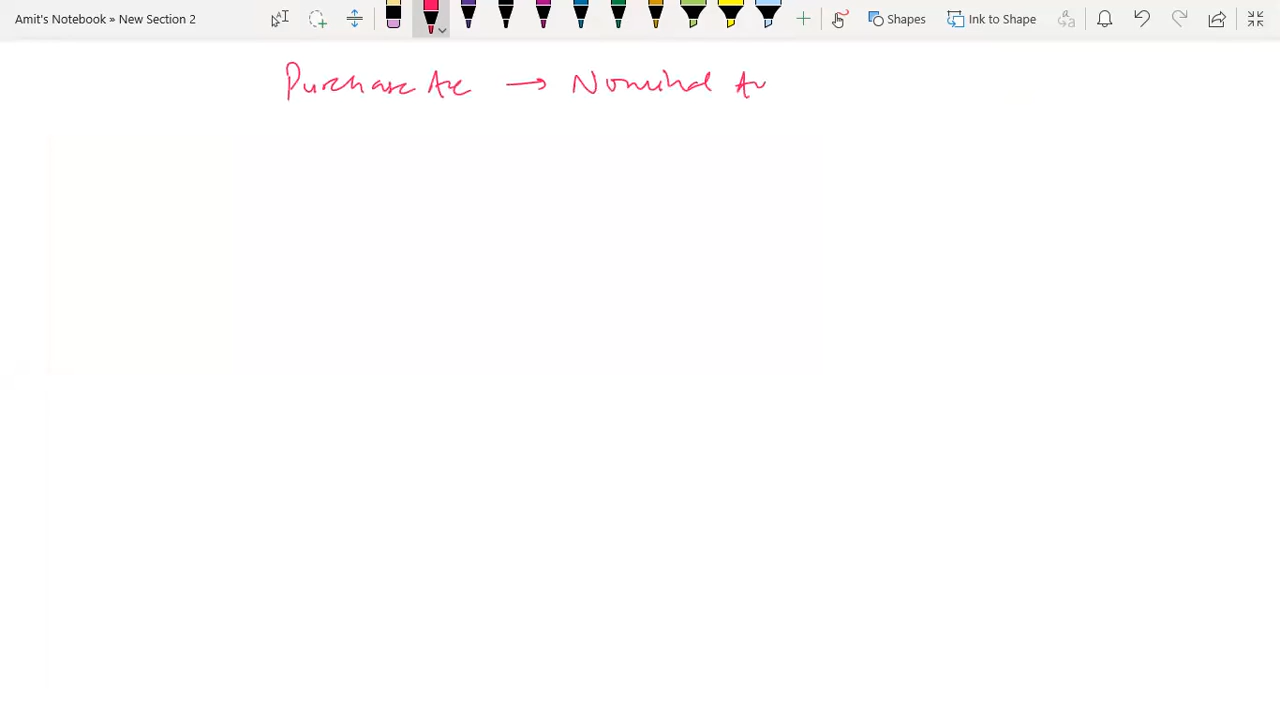 Amit's Notebook » New Section 2
Shapes
Ink to Shape
Purchase Ac → Nominal Ac